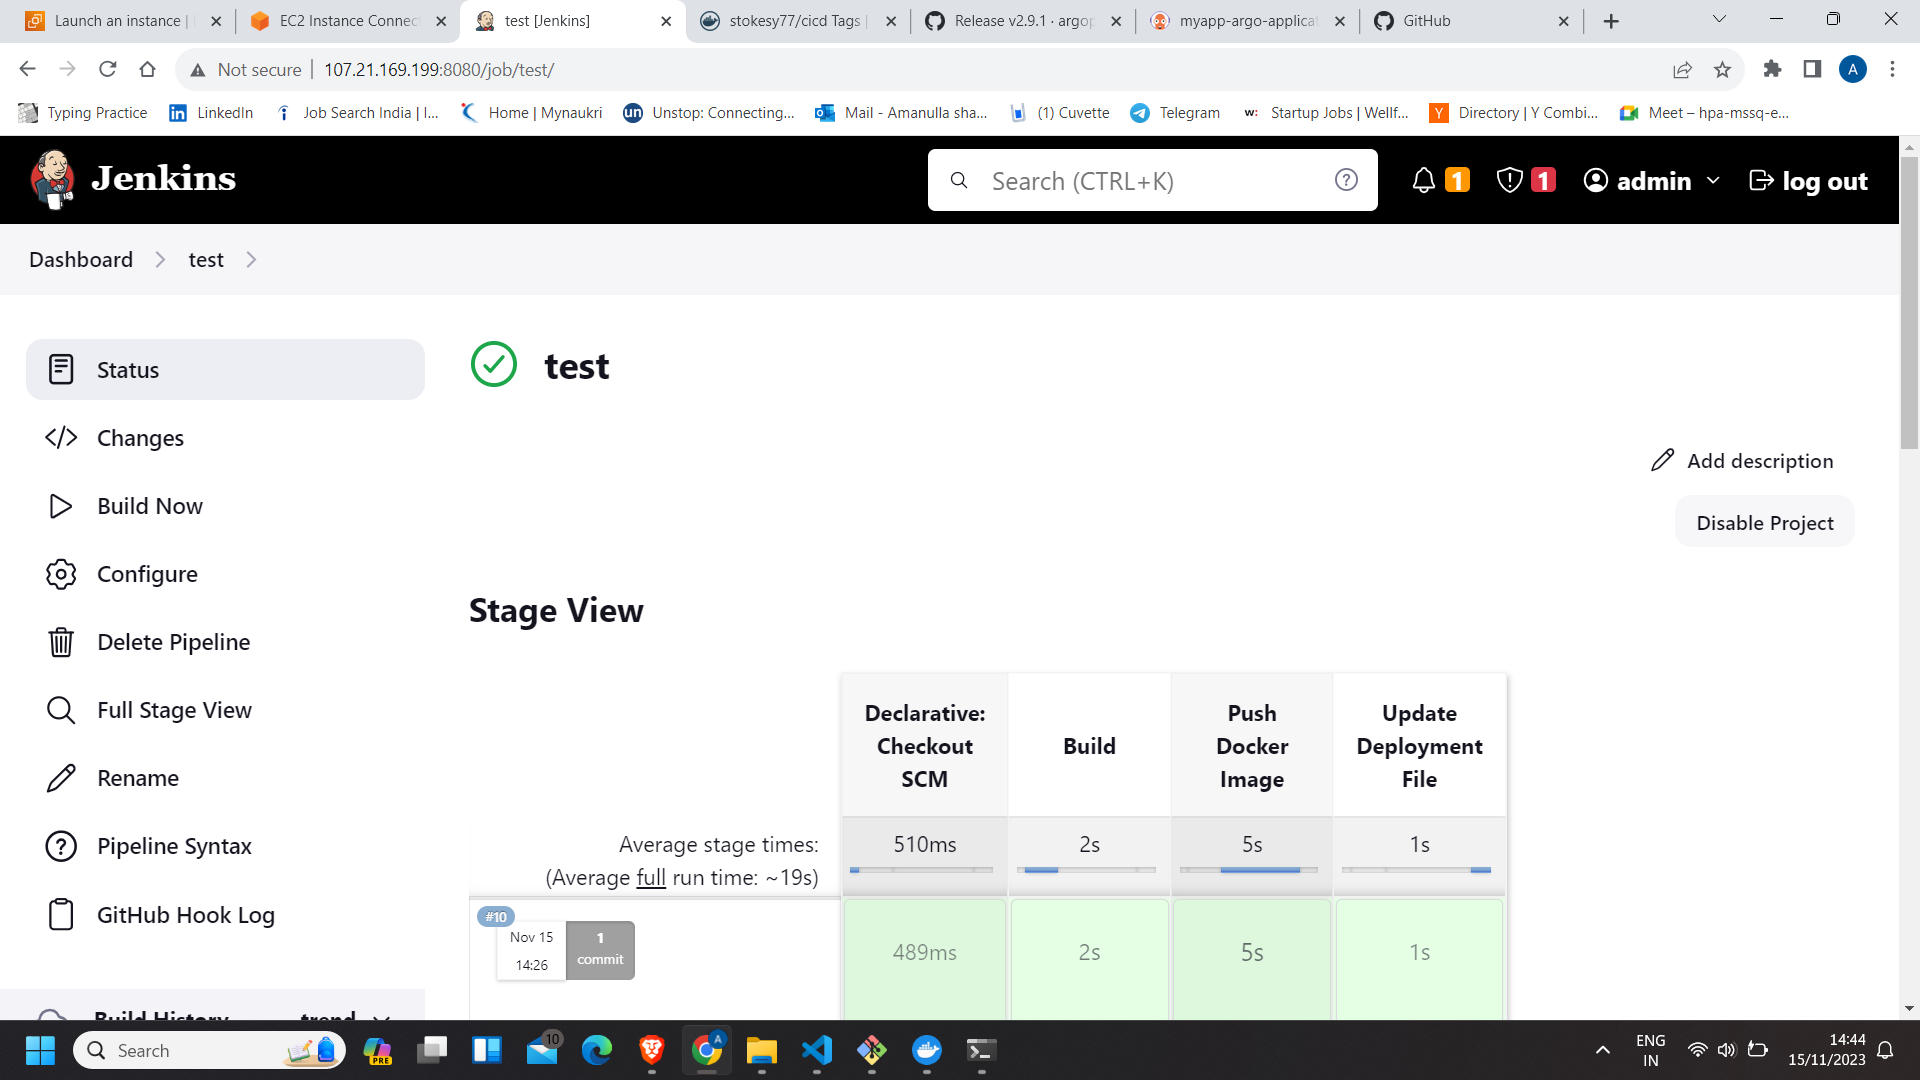 Launch an instance |
EC2 Instance Connect
test [Jenkins]
stokesy77/cicd Tags |
Release v2.9.1 · argop
myapp-argo-applicat
GitHub
Not secure
107.21.169.199:8080/job/test/
A
Typing Practice
LinkedIn
Job Search India | I...
Home | Mynaukri
un
Unstop: Connecting...
Mail - Amanulla sha...
(1) Cuvette
Telegram
w:
Startup Jobs | Wellf...
Y
Directory | Y Combi...
Meet – hpa-mssq-e...
Jenkins
Search (CTRL+K)
1
1
admin
log out
Dashboard
test
Status
Changes
Build Now
Configure
Delete Pipeline
Full Stage View
Rename
Pipeline Syntax
GitHub Hook Log
Build History
trend
test
Add description
Disable Project
Stage View
Declarative:
Checkout
SCM
Build
Push
Docker
Image
Update
Deployment
File
Average stage times:
(Average full run time: ~19s)
510ms
2s
5s
1s
#10
Nov 15
14:26
1
commit
489ms
2s
5s
1s
Search
PRE
10
A
ENG
IN
14:44
15/11/2023